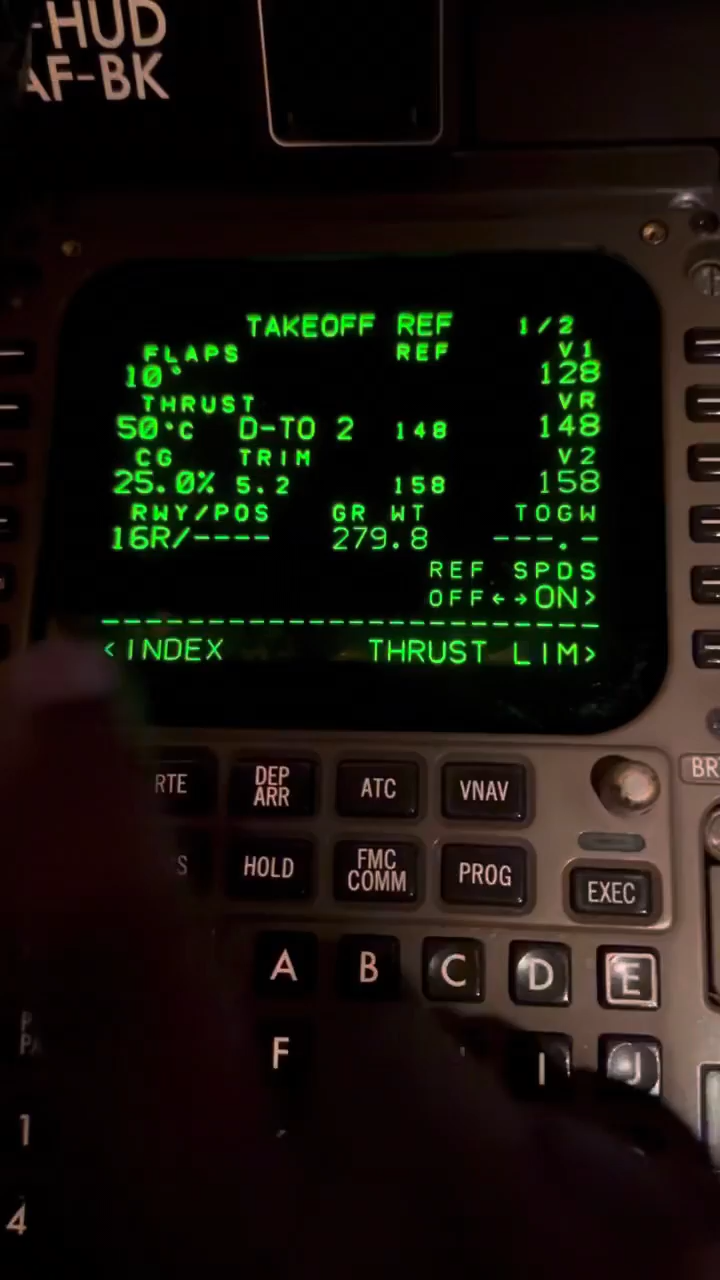 -HUD
AF-BK
TAKEOFF REF 1/2
FLAPS REF V1
10° 128
THRUST VR
50°C D-TO 2 148 148
CG TRIM V2
25.0% 5.2 158 158
RWY/POS GR WT TOGW
16R/---- 279.8 ---.-
REF SPDS
OFF←→ON>
--------------------------
<INDEX THRUST LIM>
RTE DEP ARR ATC VNAV
BR
S HOLD FMC COMM PROG EXEC
A B C D E
F I J
1
4